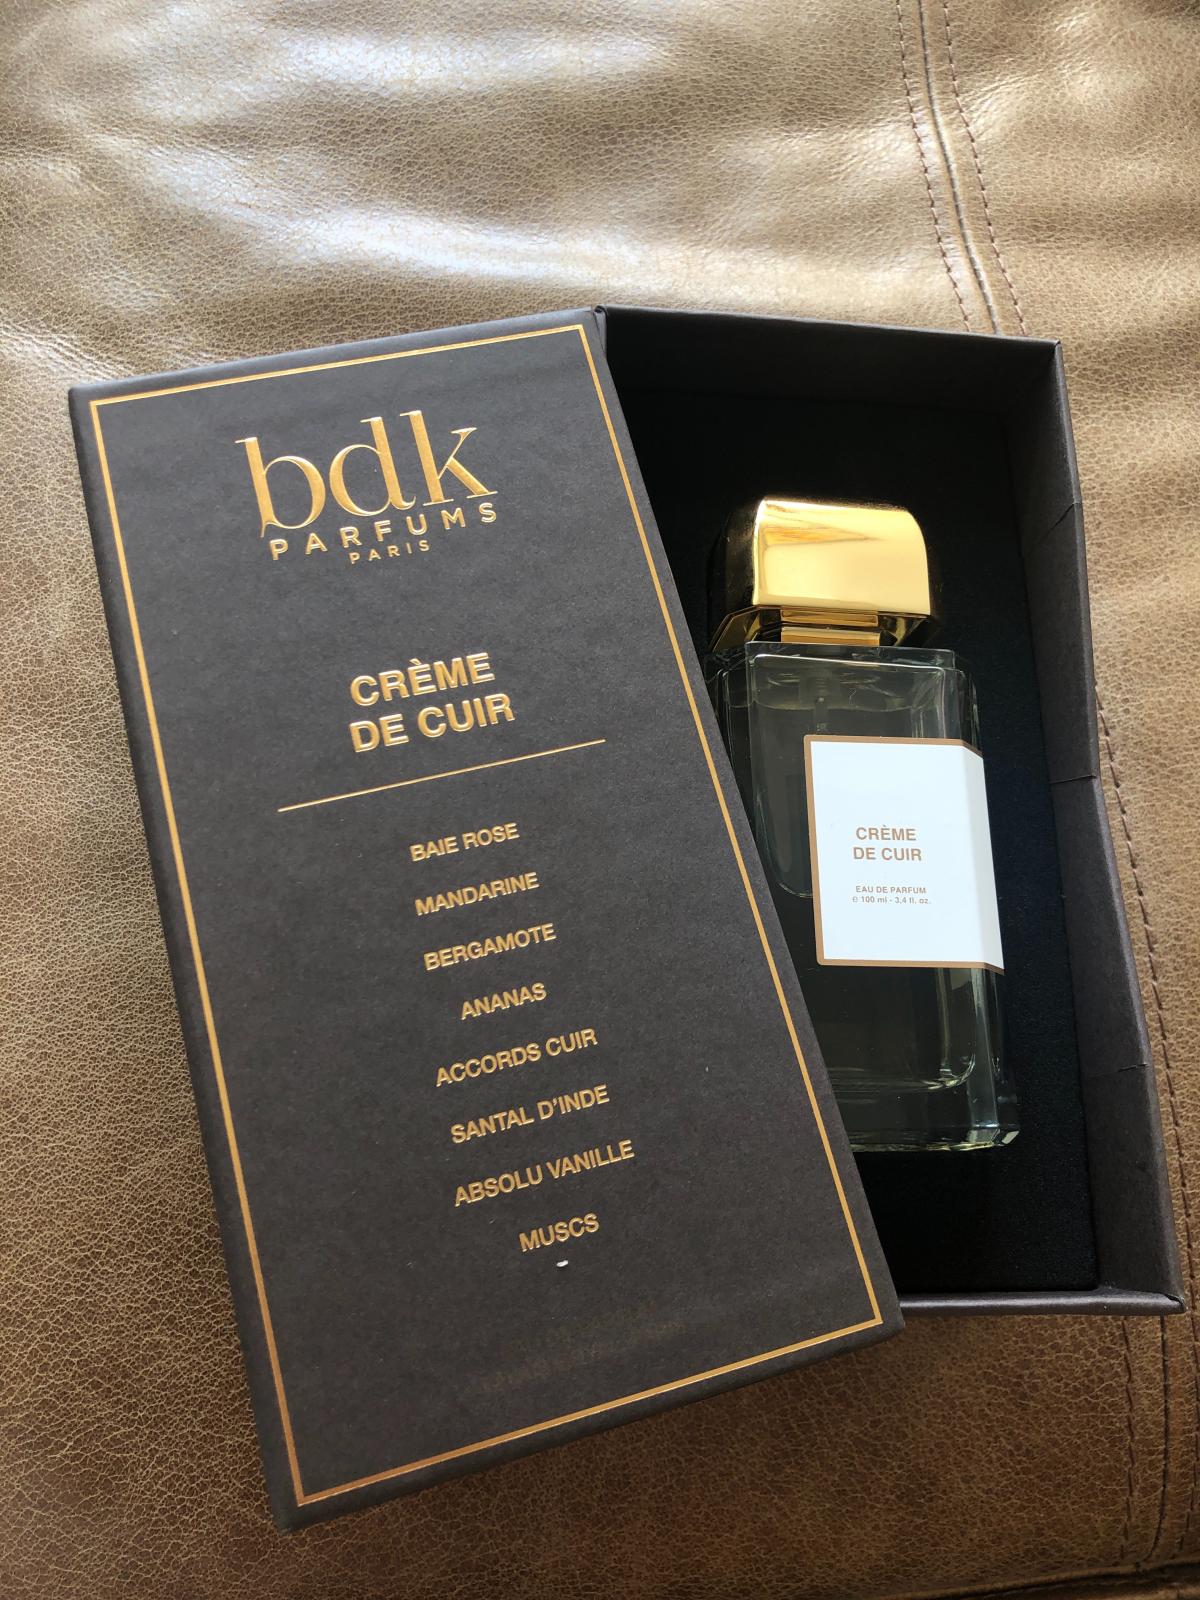 bdk
PARFUMS
PARIS
CRÈME
DE CUIR
BAIE ROSE
MANDARINE
BERGAMOTE
ANANAS
ACCORDS CUIR
SANTAL D'INDE
ABSOLU VANILLE
MUSCS
CRÈME
DE CUIR
EAU DE PARFUM
℮ 100 ml - 3,4 fl. oz.